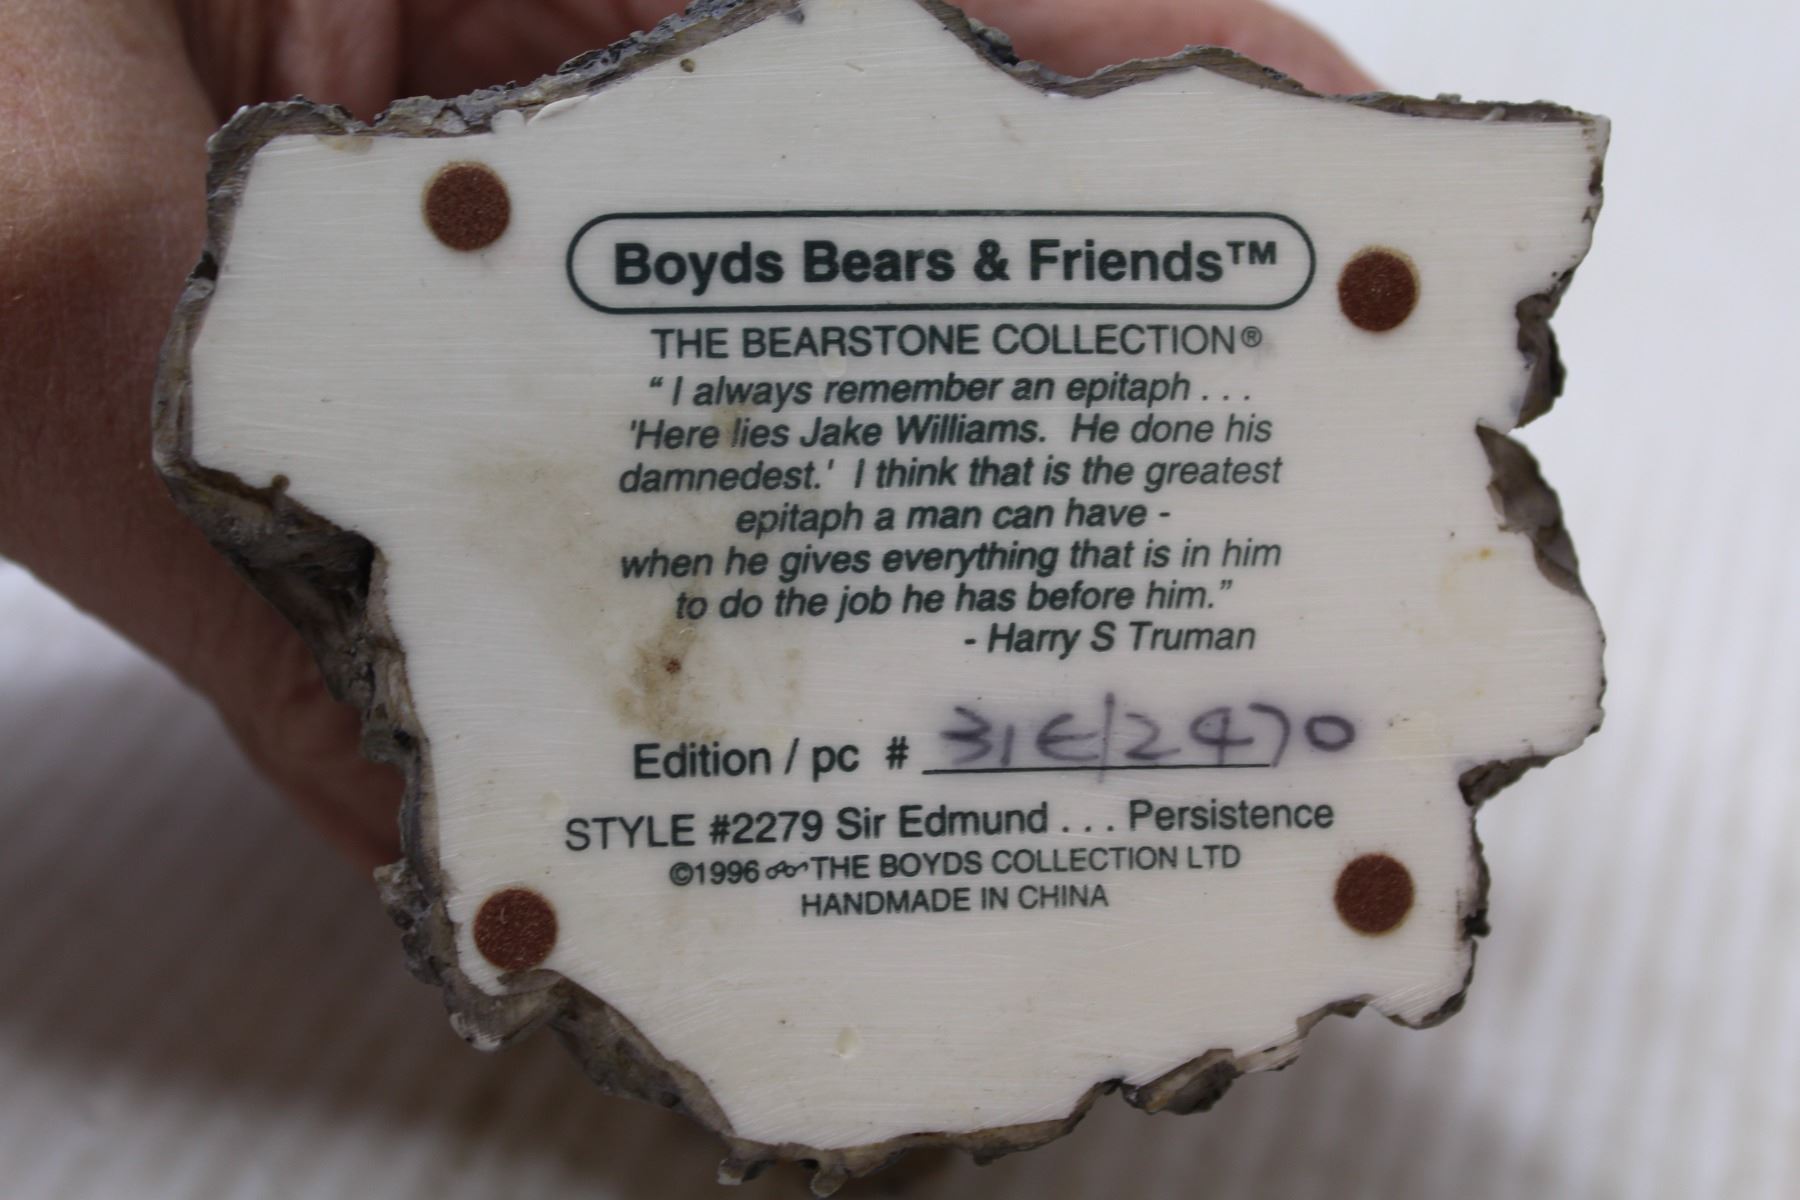 Boyds Bears & Friends™
THE BEARSTONE COLLECTION®
“ I always remember an epitaph . . .
'Here lies Jake Williams. He done his
damnedest.' I think that is the greatest
epitaph a man can have -
when he gives everything that is in him
to do the job he has before him.”
- Harry S Truman
Edition / pc # 31E/2470
STYLE #2279 Sir Edmund . . . Persistence
©1996 THE BOYDS COLLECTION LTD
HANDMADE IN CHINA